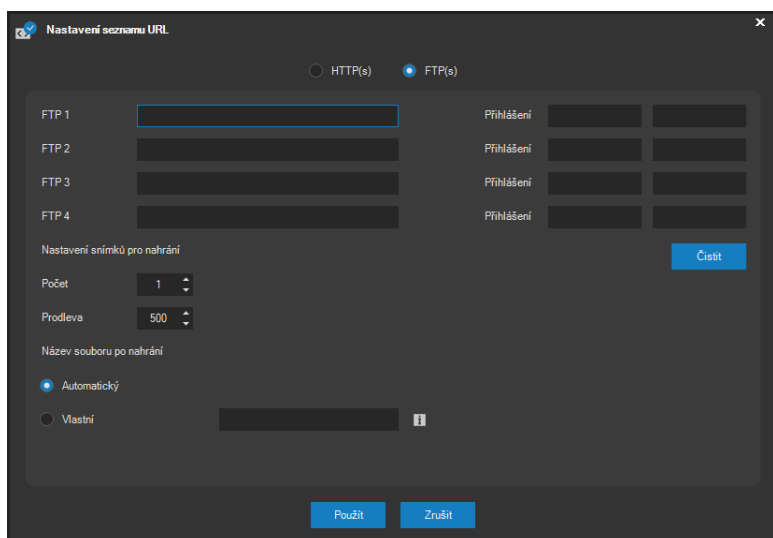 Nastavení seznamu URL
HTTP(s) FTP(s)
FTP 1 Přihlášení
FTP 2 Přihlášení
FTP 3 Přihlášení
FTP 4 Přihlášení
Nastavení snímků pro nahrání
Čistit
Počet 1
Prodleva 500
Název souboru po nahrání
Automatický
Vlastní
Použít Zrušit